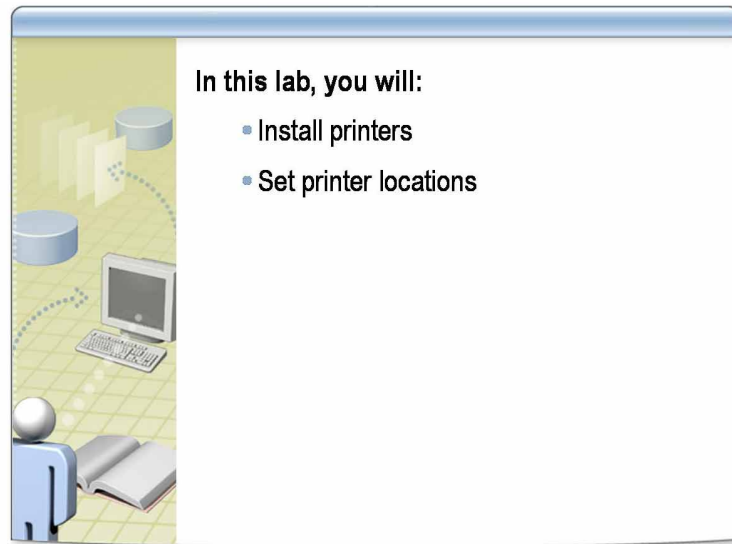 In this lab, you will:
• Install printers
• Set printer locations